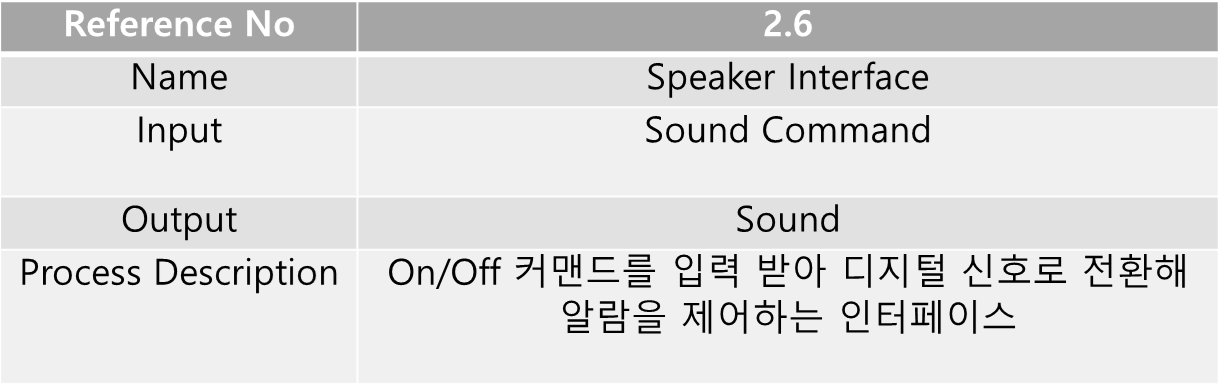 Reference No 2.6
Name Speaker Interface
Input Sound Command
Output Sound
Process Description On/Off 커맨드를 입력 받아 디지털 신호로 전환해
알람을 제어하는 인터페이스